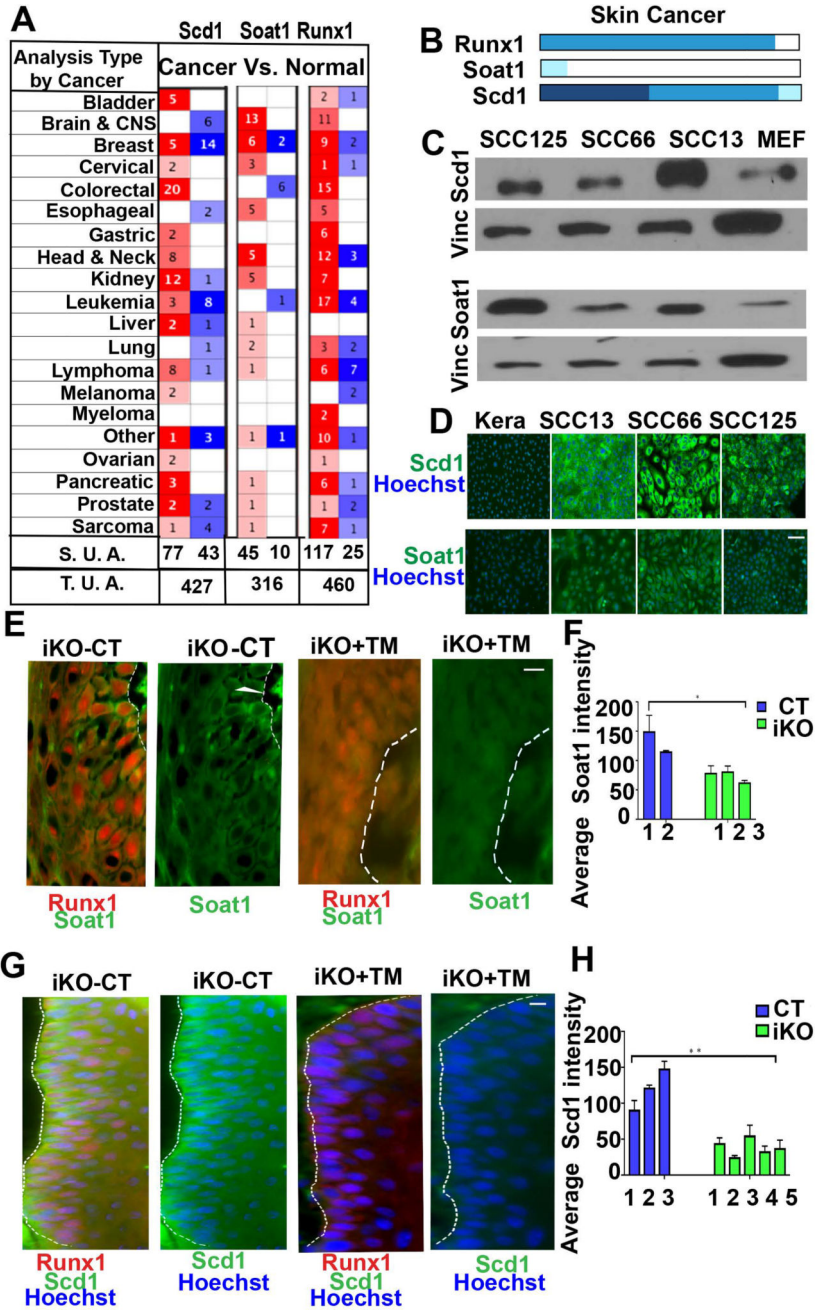 A
Scd1 Soat1 Runx1
Analysis Type by Cancer
Cancer Vs. Normal
Bladder 5 2 1
Brain & CNS 6 13 11
Breast 5 14 6 2 9 2
Cervical 2 3 1 1
Colorectal 20 6 15
Esophageal 2 5 5
Gastric 2 6
Head & Neck 8 5 12 3
Kidney 12 1 5 7
Leukemia 3 8 1 17 4
Liver 2 1 1
Lung 1 2 3 2
Lymphoma 8 1 1 6 7
Melanoma 2 2
Myeloma 2
Other 1 3 1 1 10 1
Ovarian 2 1
Pancreatic 3 1 6 1
Prostate 2 2 1 1 2
Sarcoma 1 4 1 7 1
S. U. A. 77 43 45 10 117 25
T. U. A. 427 316 460
B
Skin Cancer
Runx1
Soat1
Scd1
C
SCC125 SCC66 SCC13 MEF
Vinc Scd1
Vinc Soat1
D
Kera SCC13 SCC66 SCC125
Scd1
Hoechst
Soat1
Hoechst
E
iKO-CT iKO-CT iKO+TM iKO+TM
Runx1
Soat1
Soat1
Runx1
Soat1
Soat1
F
Average Soat1 intensity
200
150
100
50
0
CT
iKO
*
1 2 1 2 3
G
iKO-CT iKO-CT iKO+TM iKO+TM
Runx1
Scd1
Hoechst
Scd1
Hoechst
Runx1
Scd1
Hoechst
Scd1
Hoechst
H
Average Scd1 intensity
200
150
100
50
0
CT
iKO
**
1 2 3 1 2 3 4 5